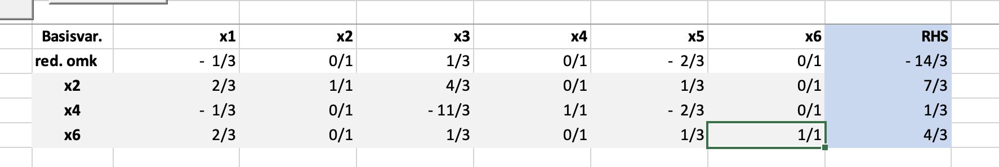 Basisvar. x1 x2 x3 x4 x5 x6 RHS
red. omk - 1/3 0/1 1/3 0/1 - 2/3 0/1 - 14/3
x2 2/3 1/1 4/3 0/1 1/3 0/1 7/3
x4 - 1/3 0/1 - 11/3 1/1 - 2/3 0/1 1/3
x6 2/3 0/1 1/3 0/1 1/3 1/1 4/3